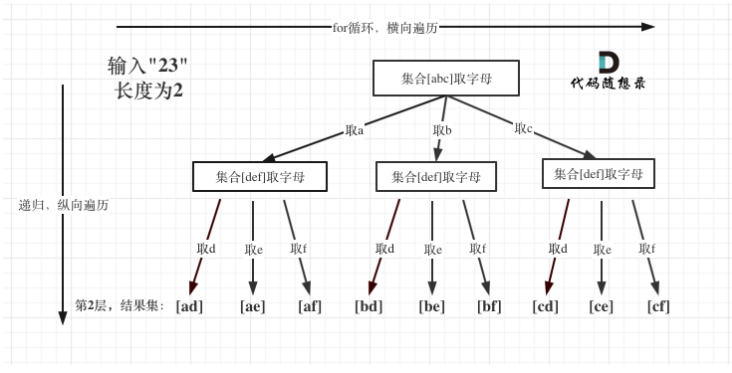 for循环、横向遍历
输入"23"
长度为2
集合[abc]取字母
代码随想录
取a
取b
取c
集合[def]取字母
集合[def]取字母
集合[def]取字母
递归、纵向遍历
取d
取e
取f
取d
取e
取f
取d
取e
取f
第2层，结果集： [ad] [ae] [af] [bd] [be] [bf] [cd] [ce] [cf]